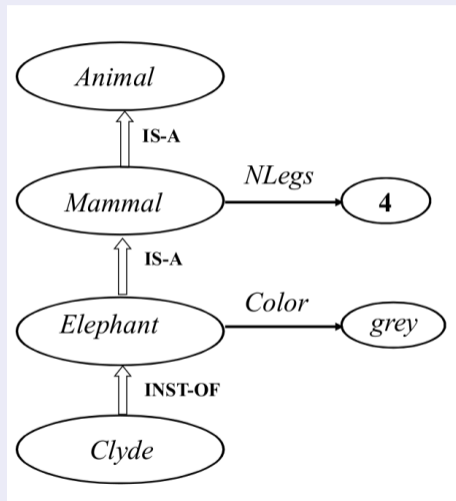 Animal
IS-A
NLegs
Mammal
4
IS-A
Color
Elephant
grey
INST-OF
Clyde